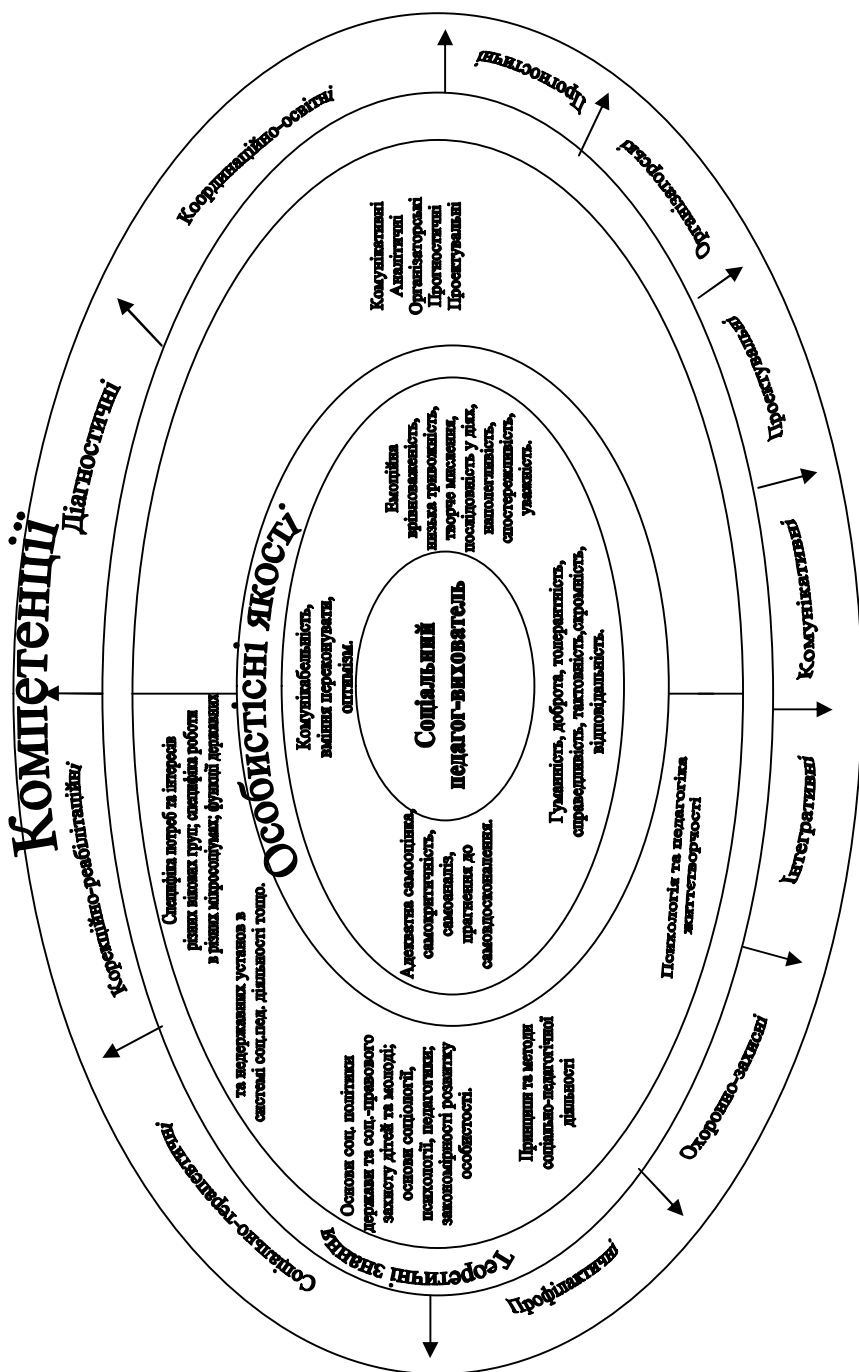 Компетенції
Діагностичні
Координаційно-освітні
Прогностичні
Організаторські
Проектувальні
Комунікативні
Інтегративні
Охоронно-захисні
Профілактичні
Соціально-терапевтичні
Корекційно-реабілітаційні
Теоретичні знання
Особистісні якості
Специфіка потреб та інтересів
різних вікових груп; специфіка роботи
в різних мікросоціумах; функції державних
та недержавних установ в
системі соц.пед. діяльності тощо.
Основи соц. політики
держави та соц.-правового
захисту дітей та молоді;
основи соціології,
психології, педагогики;
закономірності розвитку
особистості.
Принципи та методи
соціально-педагогічної
діяльності
Психологія та педагогіка
життєтворчості
Комунікативні
Аналітичні
Організаторські
Прогностичні
Проектувальні
Комунікабельність,
вміння переконувати,
оптимізм.
Емоційна
врівноваженість,
низька тривожність,
творче мислення,
послідовність у діях,
наполегливість,
спостережливість,
уважність.
Адекватна самооцінка,
самокритичність,
самоаналіз,
прагнення до
самовдосконалення.
Гуманність, доброта, толерантність,
справедливість, тактовність,скромність,
відповідальність.
Соціальний
педагог-вихователь